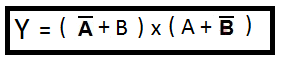 Y = ( A̅ + B ) x ( A + B̅ )